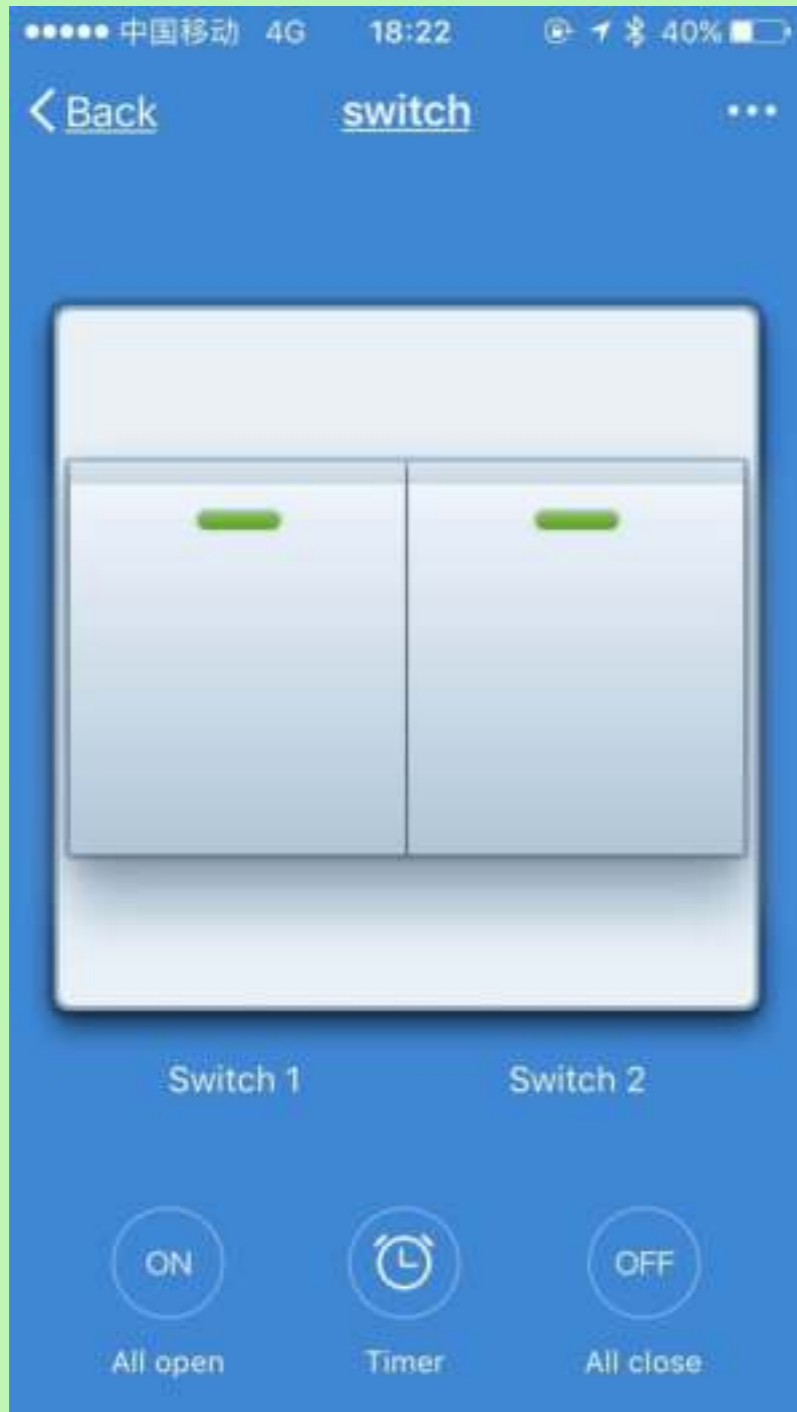 中国移动 4G 18:22 40%
Back switch
Switch 1 Switch 2
ON OFF
All open Timer All close